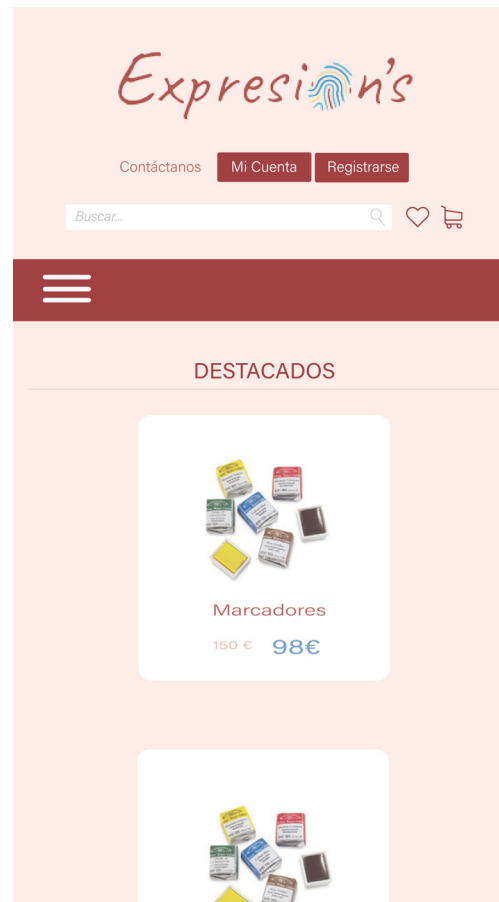 Expresion's
Contáctanos Mi Cuenta Registrarse
Buscar...
DESTACADOS
Marcadores
150 € 98€